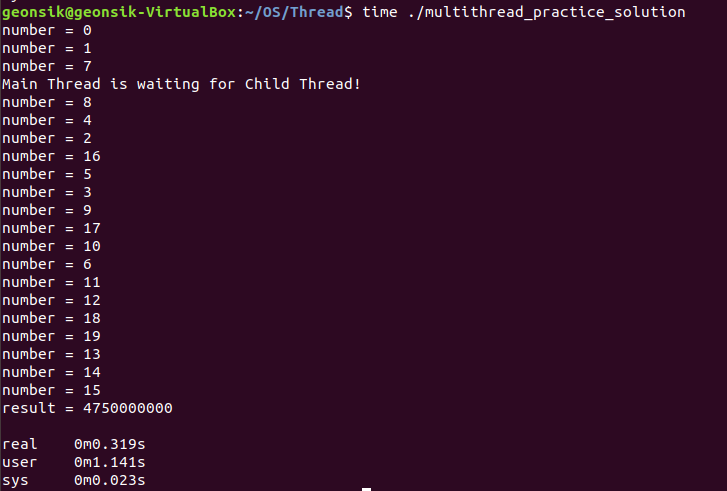 geonsik@geonsik-VirtualBox:~/OS/Thread$ time ./multithread_practice_solution
number = 0
number = 1
number = 7
Main Thread is waiting for Child Thread!
number = 8
number = 4
number = 2
number = 16
number = 5
number = 3
number = 9
number = 17
number = 10
number = 6
number = 11
number = 12
number = 18
number = 19
number = 13
number = 14
number = 15
result = 4750000000
real 0m0.319s
user 0m1.141s
sys 0m0.023s